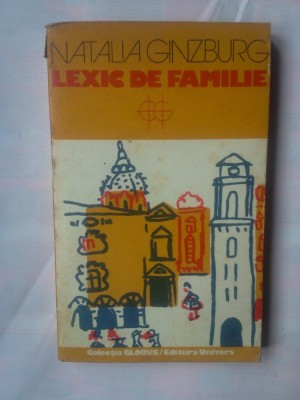 NATALIA GINZBURG
LEXIC DE FAMILIE
Colecția GLOBUS/Editura Univers